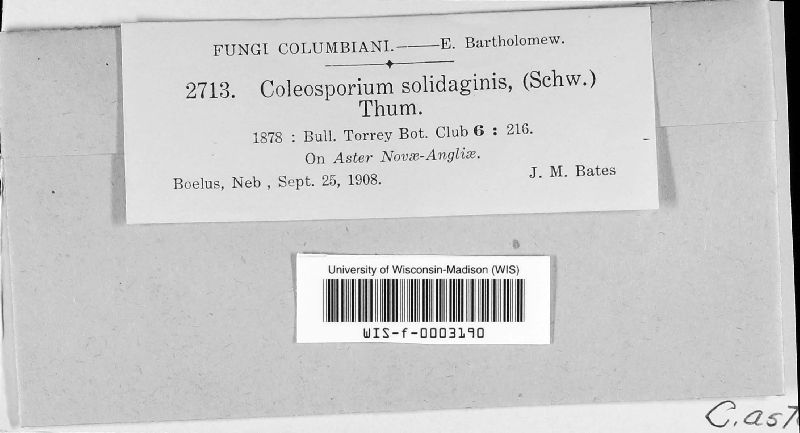 FUNGI COLUMBIANI.——E. Bartholomew.
2713. Coleosporium solidaginis, (Schw.)
Thum.
1878 : Bull. Torrey Bot. Club 6 : 216.
On Aster Novæ-Angliæ.
Boelus, Neb , Sept. 25, 1908. J. M. Bates
University of Wisconsin-Madison (WIS)
WIS-f-0003190
C. ast